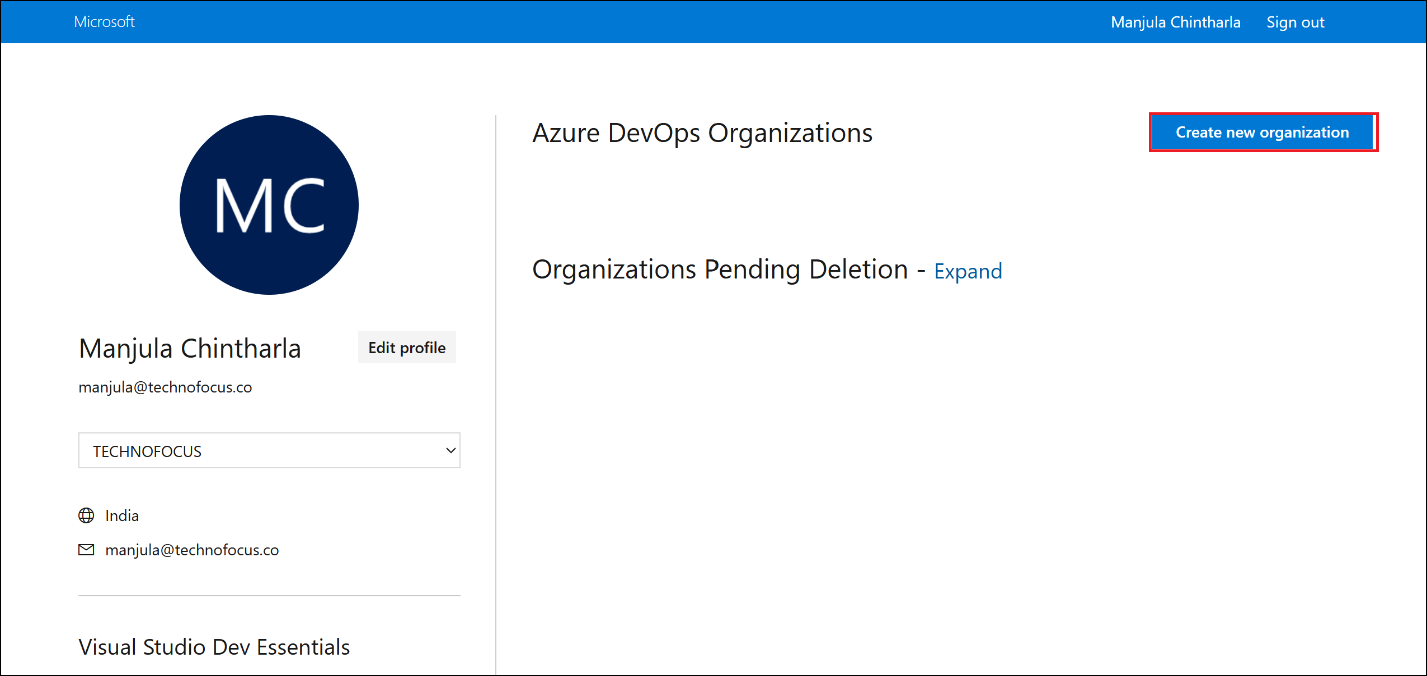 Microsoft
Manjula Chintharla Sign out
MC
Manjula Chintharla Edit profile
manjula@technofocus.co
TECHNOFOCUS
India
manjula@technofocus.co
Visual Studio Dev Essentials
Azure DevOps Organizations
Create new organization
Organizations Pending Deletion - Expand